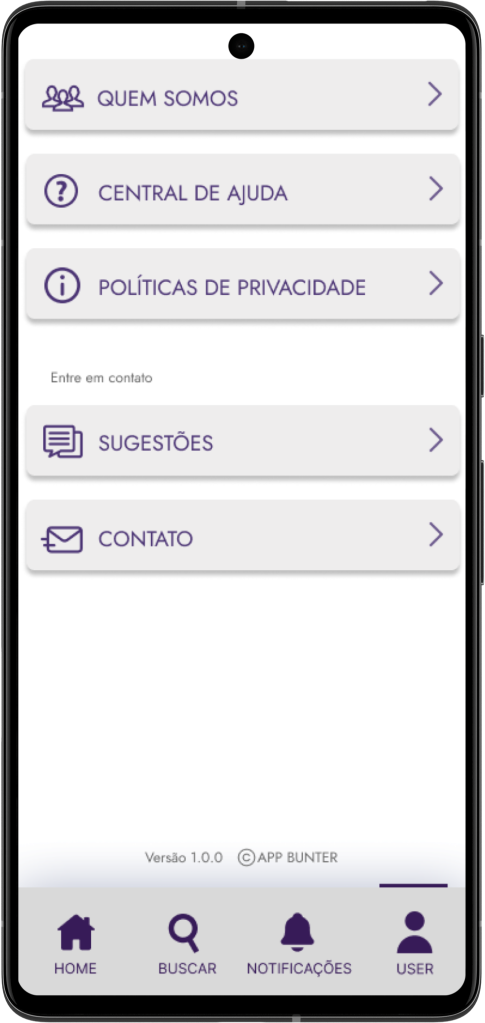 QUEM SOMOS
CENTRAL DE AJUDA
POLÍTICAS DE PRIVACIDADE
Entre em contato
SUGESTÕES
CONTATO
Versão 1.0.0 ©APP BUNTER
HOME BUSCAR NOTIFICAÇÕES USER